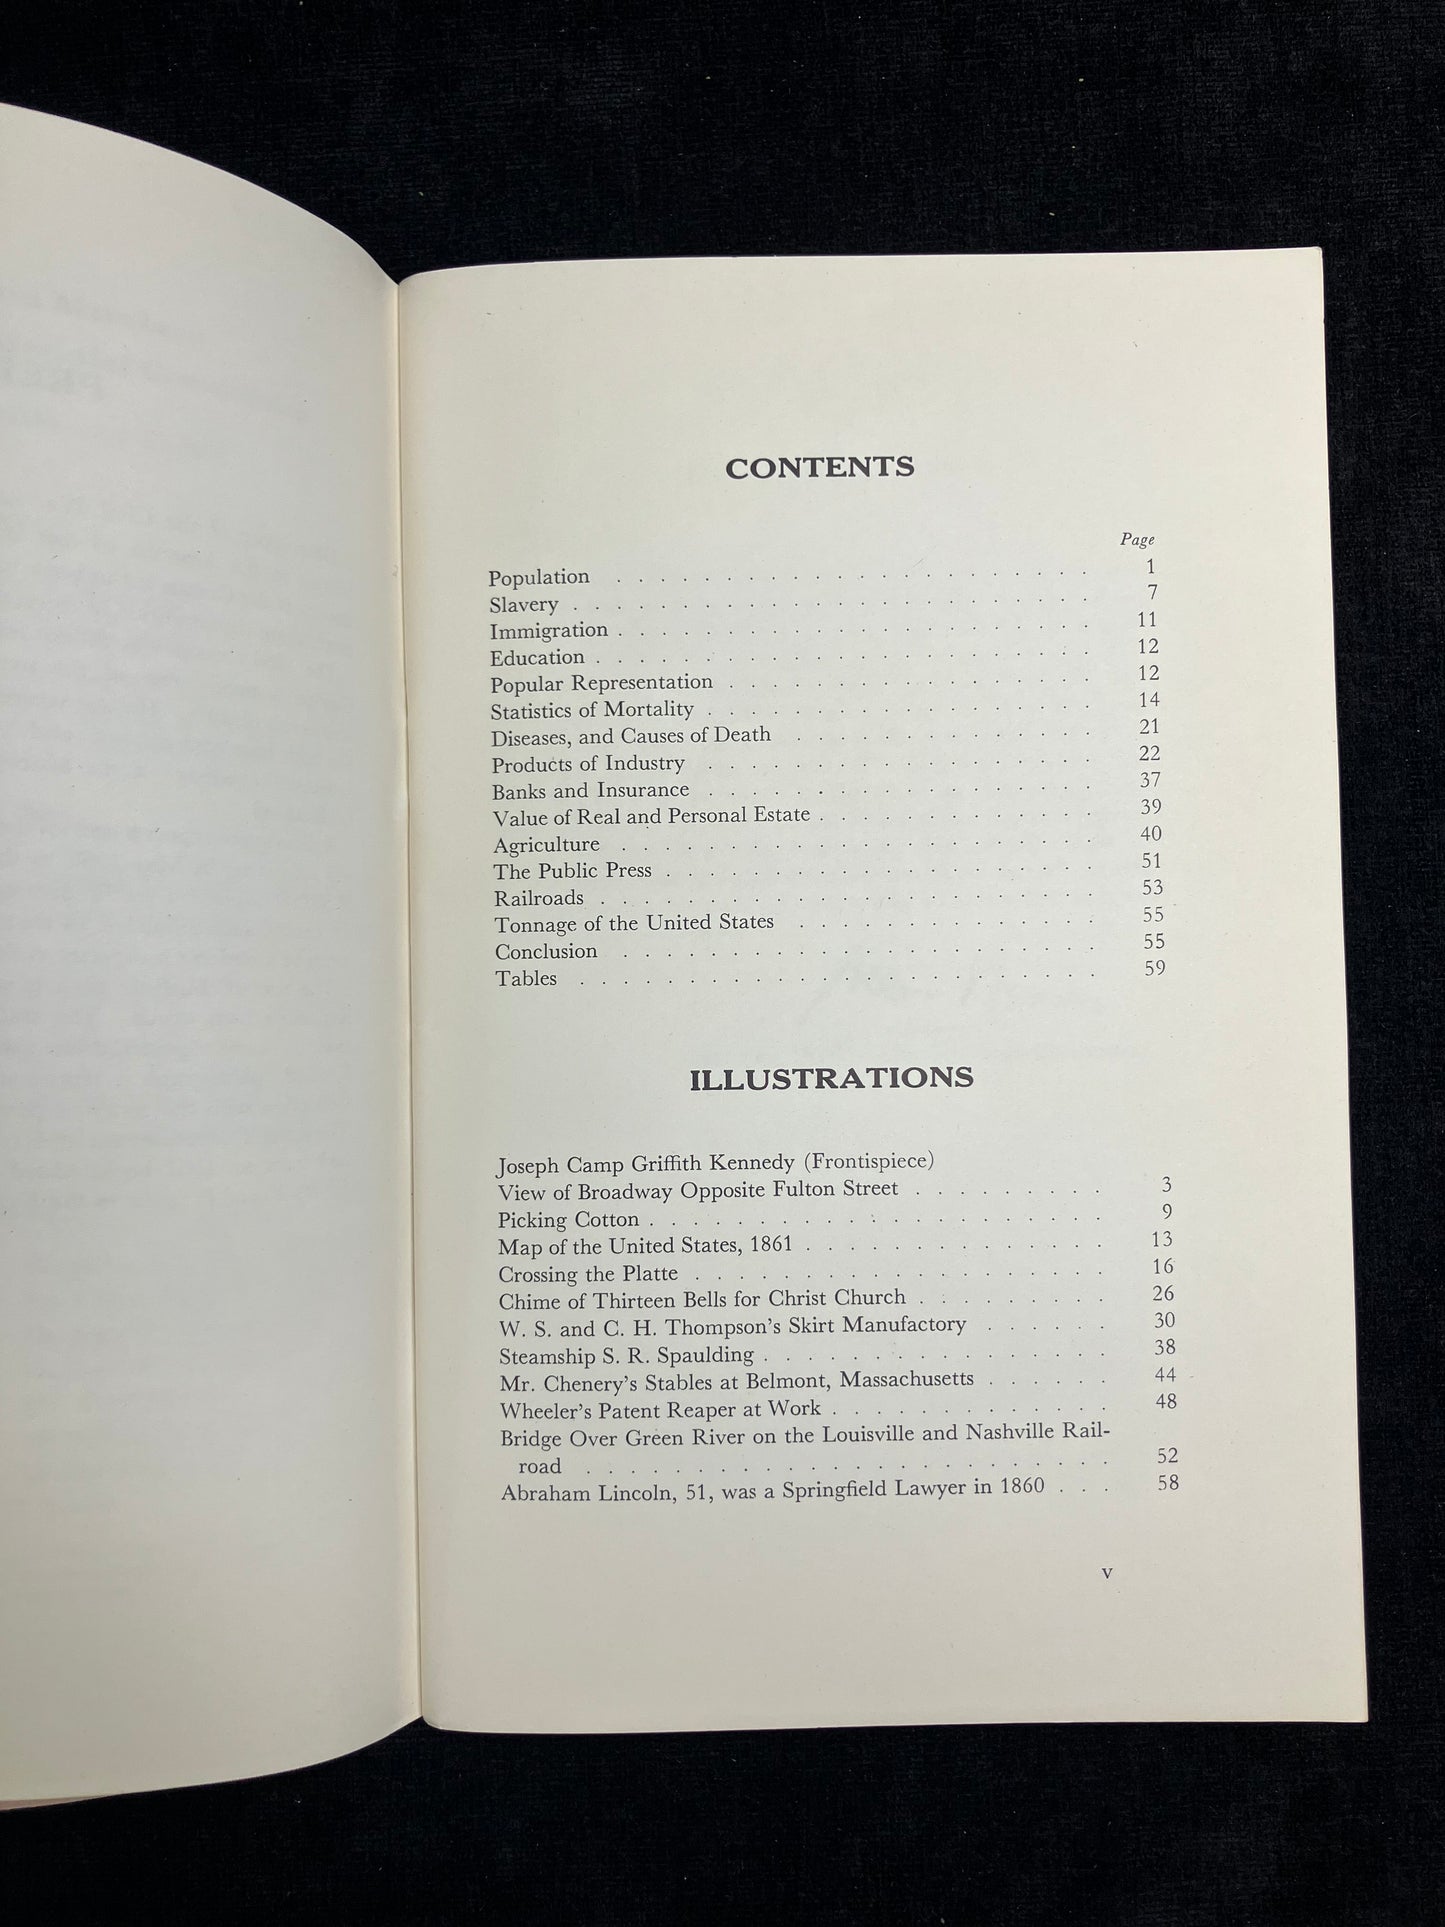 CONTENTS
Page
Population . . . . . . . . . . . . . . . . . . . . . . 1
Slavery . . . . . . . . . . . . . . . . . . . . . . . . 7
Immigration . . . . . . . . . . . . . . . . . . . . . . 11
Education . . . . . . . . . . . . . . . . . . . . . . . 12
Popular Representation . . . . . . . . . . . . . . . . . 12
Statistics of Mortality . . . . . . . . . . . . . . . . . 14
Diseases, and Causes of Death . . . . . . . . . . . . . . 21
Products of Industry . . . . . . . . . . . . . . . . . . 22
Banks and Insurance . . . . . . . . . . . . . . . . . . 37
Value of Real and Personal Estate . . . . . . . . . . . . . 39
Agriculture . . . . . . . . . . . . . . . . . . . . . . 40
The Public Press . . . . . . . . . . . . . . . . . . . . 51
Railroads . . . . . . . . . . . . . . . . . . . . . . . 53
Tonnage of the United States . . . . . . . . . . . . . . 55
Conclusion . . . . . . . . . . . . . . . . . . . . . . 55
Tables . . . . . . . . . . . . . . . . . . . . . . . . 59
ILLUSTRATIONS
Joseph Camp Griffith Kennedy (Frontispiece)
View of Broadway Opposite Fulton Street . . . . . . . . . 3
Picking Cotton . . . . . . . . . . . . . . . . . . . . 9
Map of the United States, 1861 . . . . . . . . . . . . . . 13
Crossing the Platte . . . . . . . . . . . . . . . . . . 16
Chime of Thirteen Bells for Christ Church . . . . . . . . . 26
W. S. and C. H. Thompson's Skirt Manufactory . . . . . . 30
Steamship S. R. Spaulding . . . . . . . . . . . . . . . . 38
Mr. Chenery's Stables at Belmont, Massachusetts . . . . . . 44
Wheeler's Patent Reaper at Work . . . . . . . . . . . . . 48
Bridge Over Green River on the Louisville and Nashville Rail-
road . . . . . . . . . . . . . . . . . . . . . . . 52
Abraham Lincoln, 51, was a Springfield Lawyer in 1860 . . . 58
v